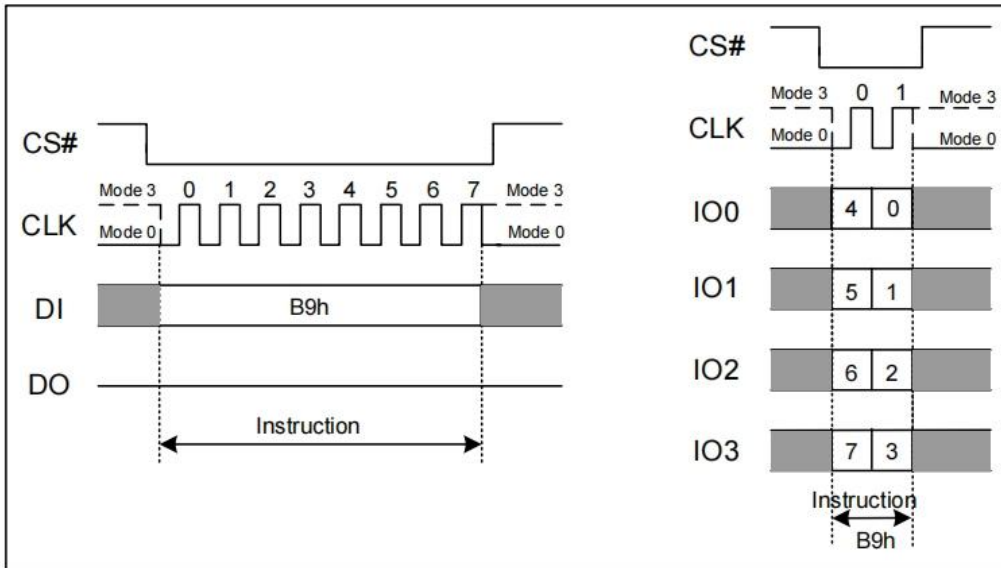 CS#
Mode 3 0 1 2 3 4 5 6 7 Mode 3
CLK
Mode 0 Mode 0
DI B9h
DO
Instruction
CS#
Mode 3 0 1 Mode 3
CLK
Mode 0 Mode 0
IO0 4 0
IO1 5 1
IO2 6 2
IO3 7 3
Instruction
B9h